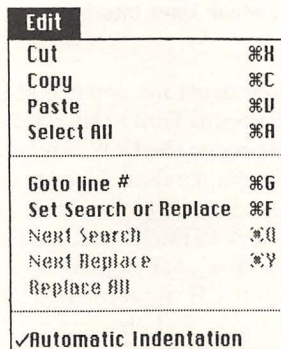 Edit
Cut ⌘X
Copy ⌘C
Paste ⌘V
Select All ⌘A
Goto line # ⌘G
Set Search or Replace ⌘F
Next Search ⌘Q
Next Replace ⌘Y
Replace All
✓Automatic Indentation